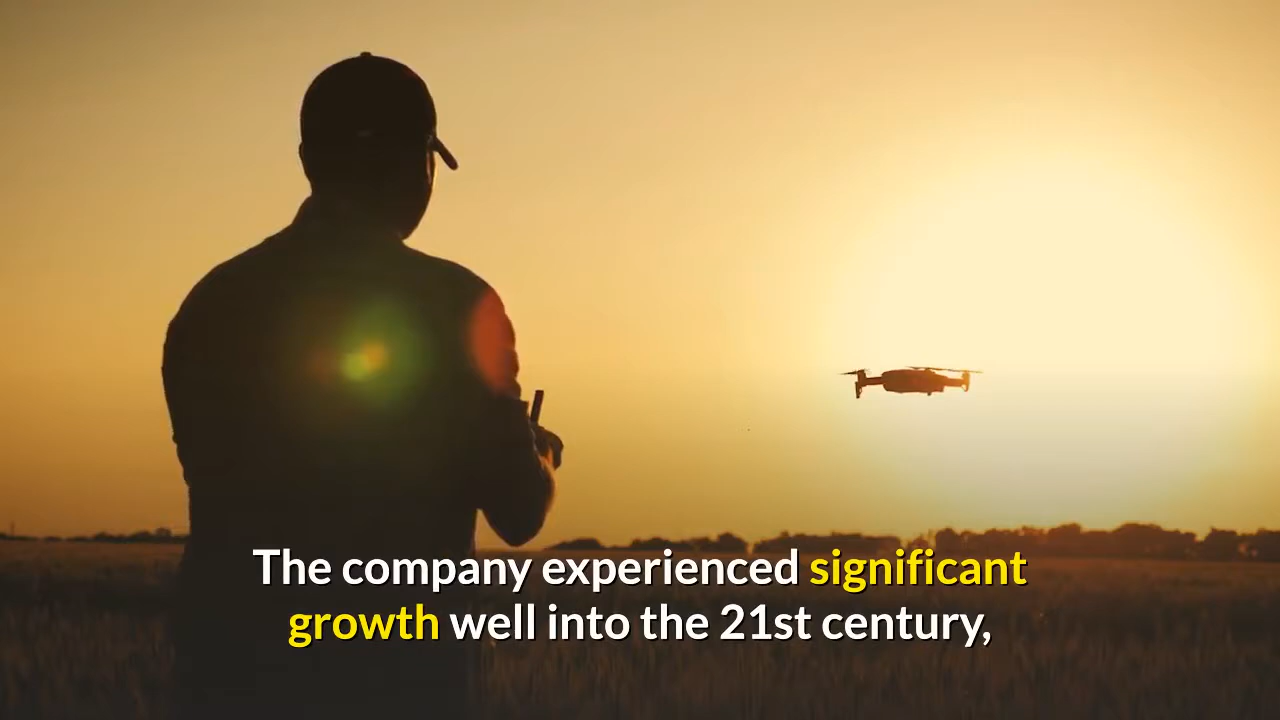 The company experienced significant
growth well into the 21st century,